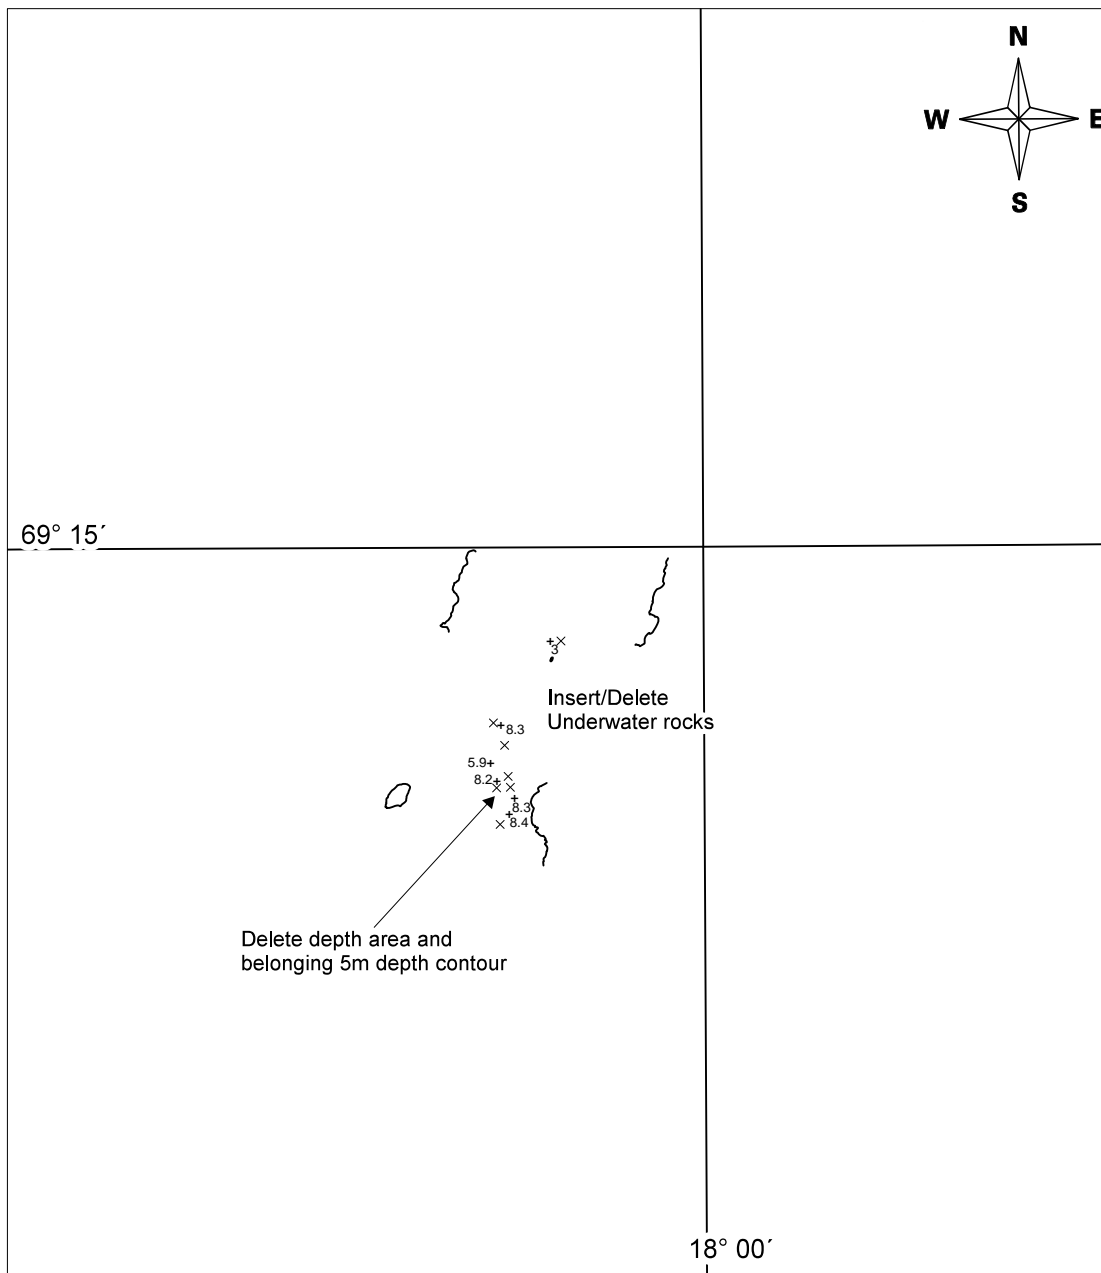 N
W E
S
69° 15′
3
Insert/Delete
Underwater rocks
8.3
5.9
8.2
8.3
8.4
Delete depth area and
belonging 5m depth contour
18° 00′